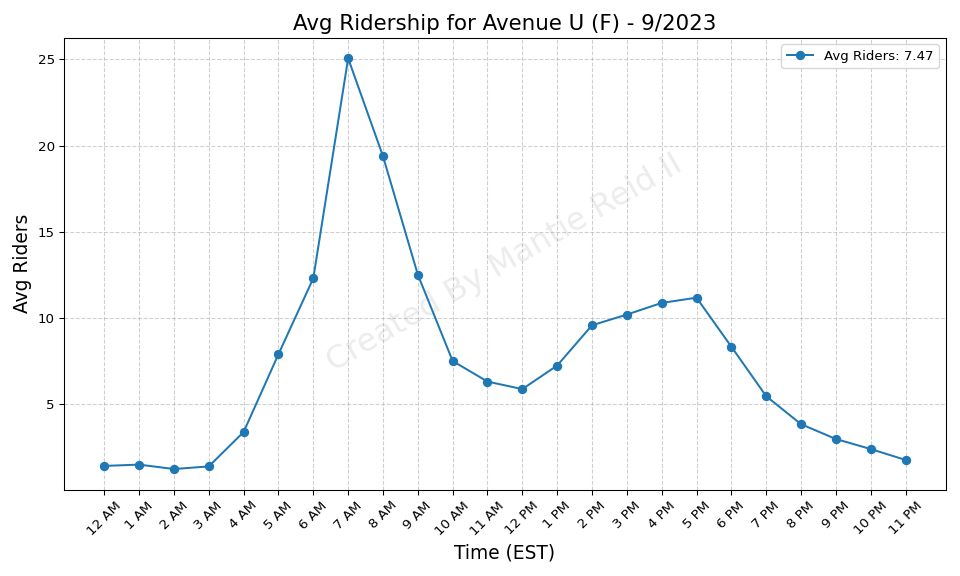 Avg Ridership for Avenue U (F) - 9/2023
Avg Riders: 7.47
Avg Riders
25
20
15
10
5
Created By Mantie Reid II
12 AM
1 AM
2 AM
3 AM
4 AM
5 AM
6 AM
7 AM
8 AM
9 AM
10 AM
11 AM
12 PM
1 PM
2 PM
3 PM
4 PM
5 PM
6 PM
7 PM
8 PM
9 PM
10 PM
11 PM
Time (EST)